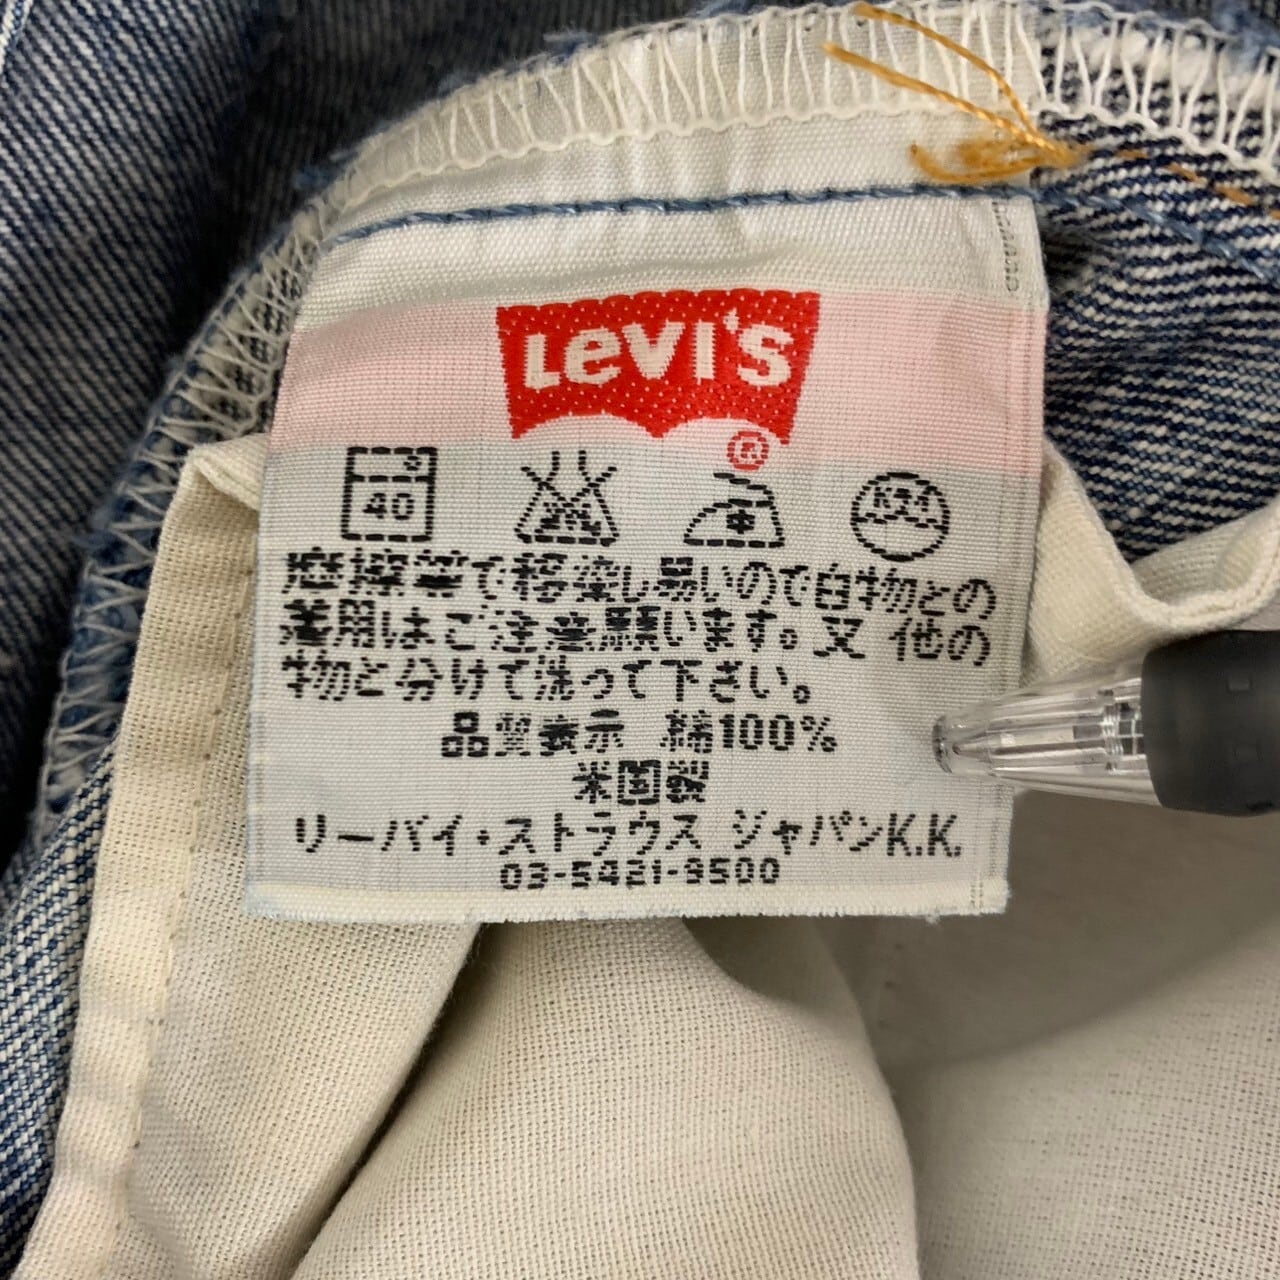 LEVI'S
®
40
ドライ
摩擦等で移染し易いので白物との
着用はご注意願います。又 他の
物と分けて洗って下さい。
品質表示 綿100%
米国製
リーバイ・ストラウス ジャパンK.K.
03-5421-9500